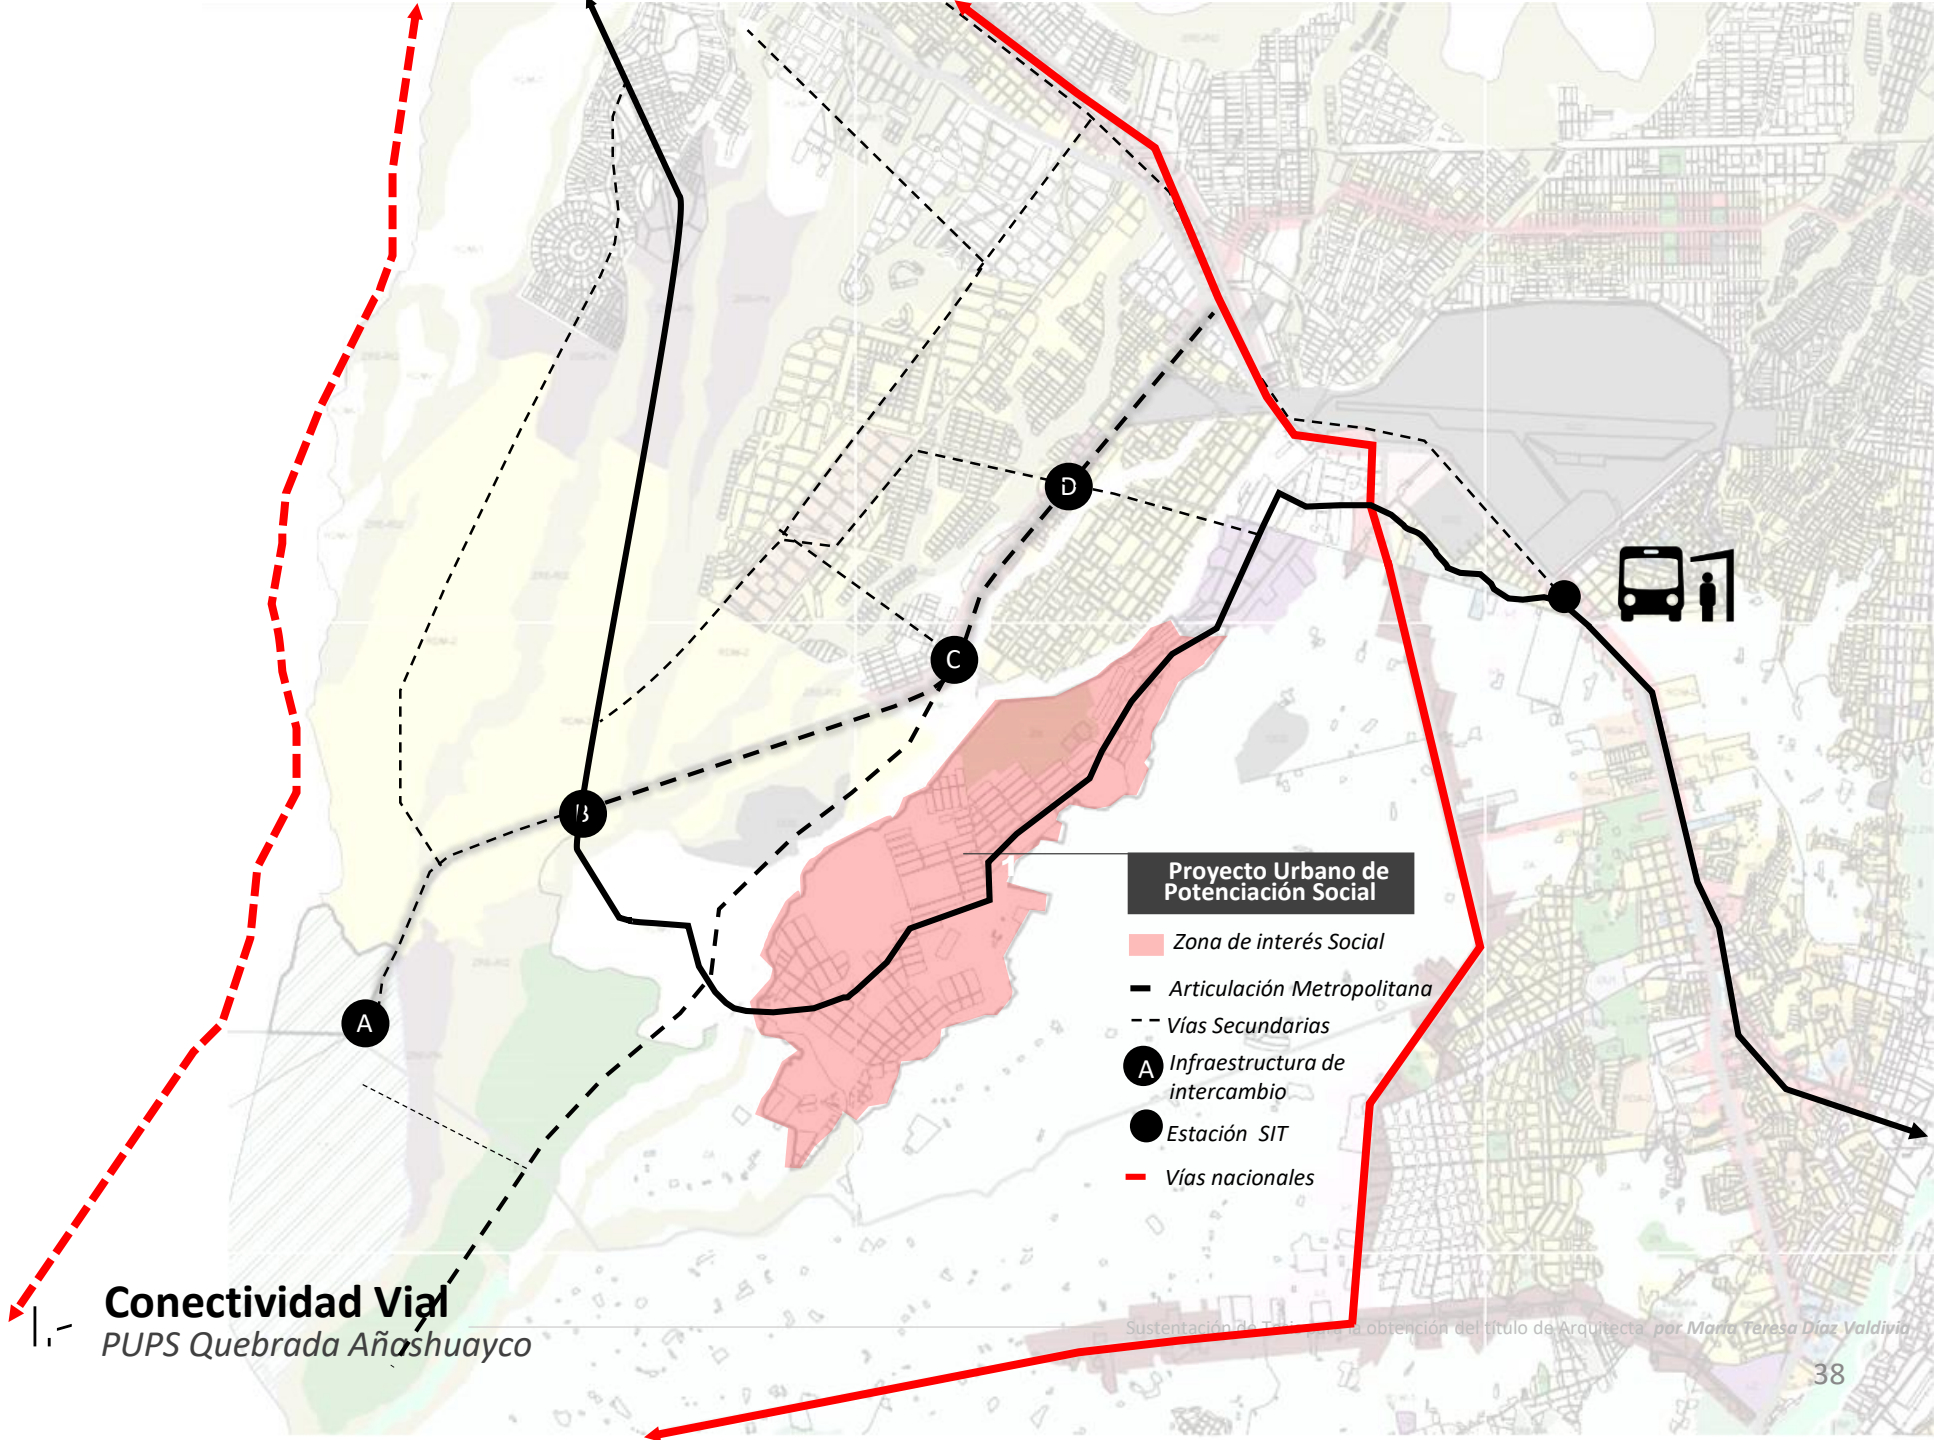 D
C
B
A
Proyecto Urbano de
Potenciación Social
Zona de interés Social
Articulación Metropolitana
Vías Secundarias
A
Infraestructura de
intercambio
Estación SIT
Vías nacionales
Conectividad Vial
PUPS Quebrada Añashuayco
Sustentación de Tesis para la obtención del título de Arquitecta por María Teresa Díaz Valdivia
38